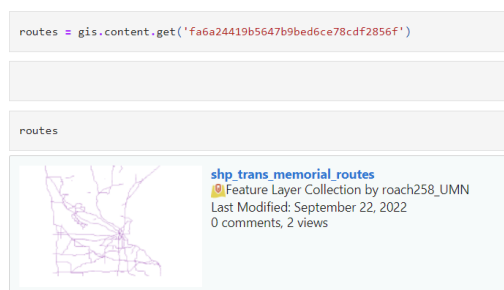 routes = gis.content.get('fa6a24419b5647b9bed6ce78cdf2856f')
routes
shp_trans_memorial_routes
Feature Layer Collection by roach258_UMN
Last Modified: September 22, 2022
0 comments, 2 views